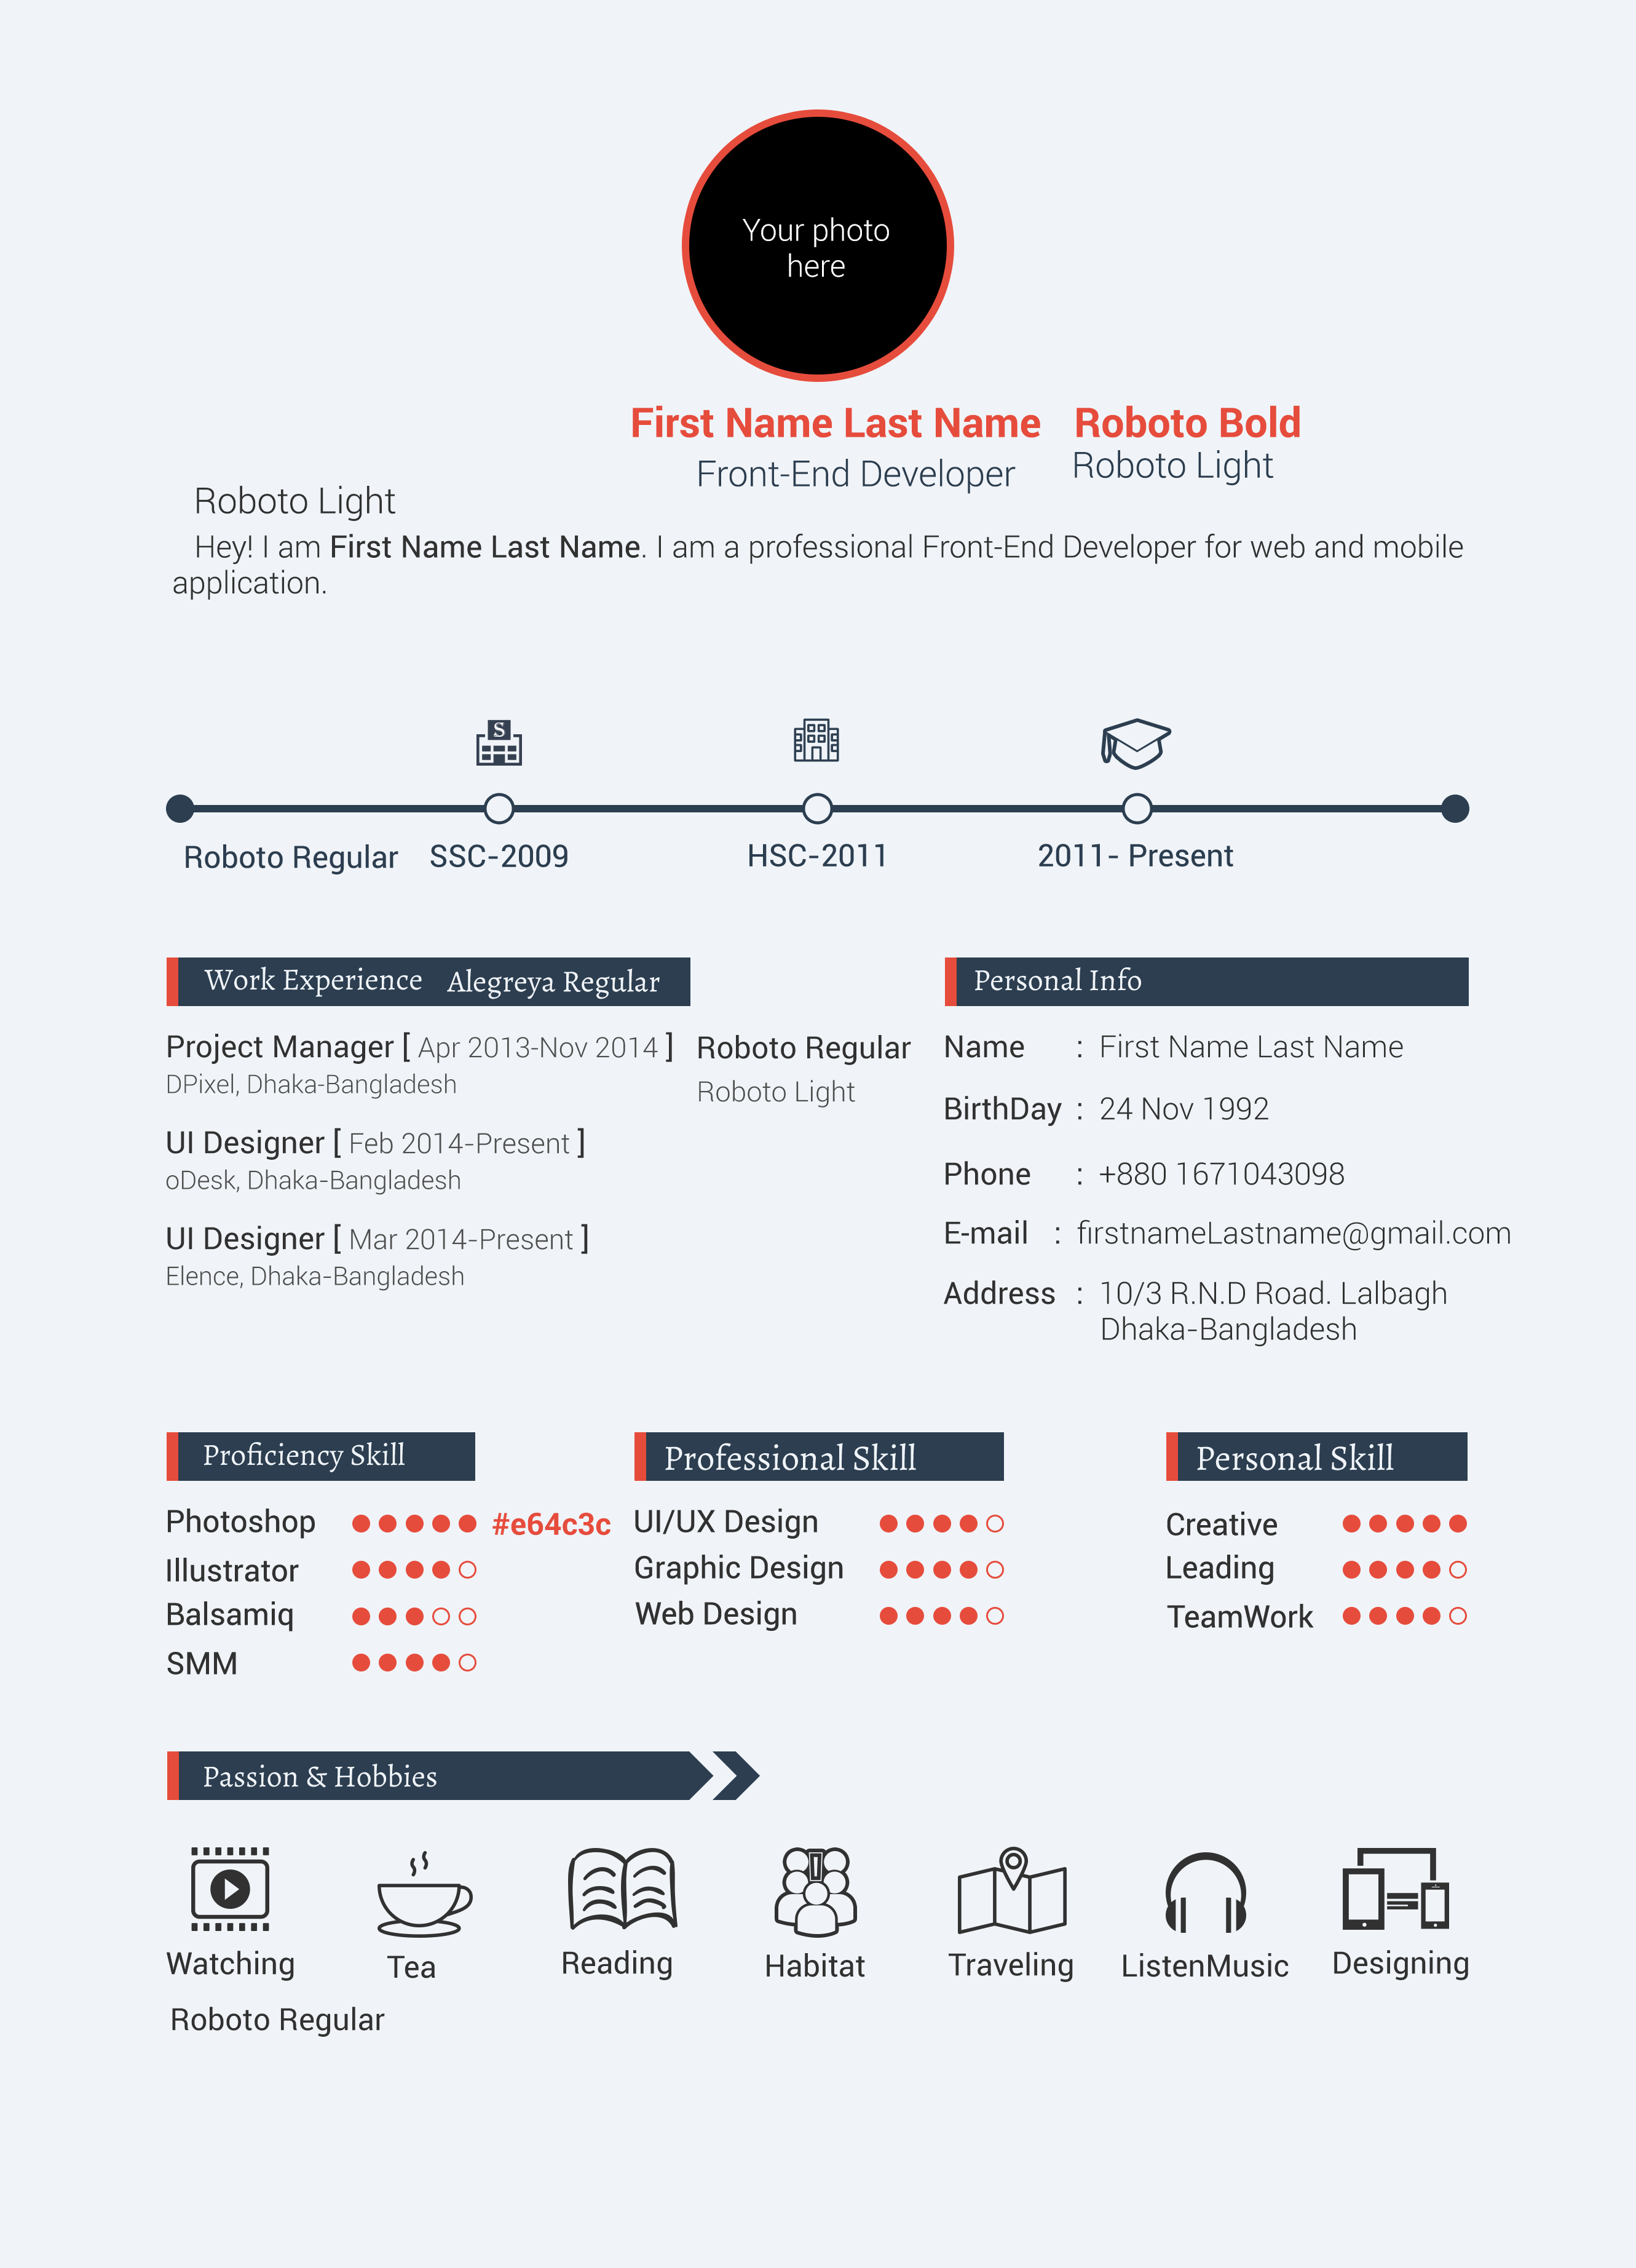 Your photo
here
First Name Last Name Roboto Bold
Front-End Developer Roboto Light
Roboto Light
Hey! I am First Name Last Name. I am a professional Front-End Developer for web and mobile
application.
S
Roboto Regular SSC-2009 HSC-2011 2011- Present
Work Experience Alegreya Regular
Project Manager [ Apr 2013-Nov 2014 ] Roboto Regular
DPixel, Dhaka-Bangladesh Roboto Light
UI Designer [ Feb 2014-Present ]
oDesk, Dhaka-Bangladesh
UI Designer [ Mar 2014-Present ]
Elence, Dhaka-Bangladesh
Personal Info
Name : First Name Last Name
BirthDay : 24 Nov 1992
Phone : +880 1671043098
E-mail : firstnameLastname@gmail.com
Address : 10/3 R.N.D Road. Lalbagh
Dhaka-Bangladesh
Proficiency Skill
Photoshop #e64c3c
Illustrator
Balsamiq
SMM
Professional Skill
UI/UX Design
Graphic Design
Web Design
Personal Skill
Creative
Leading
TeamWork
Passion & Hobbies
Watching Tea Reading Habitat Traveling ListenMusic Designing
Roboto Regular